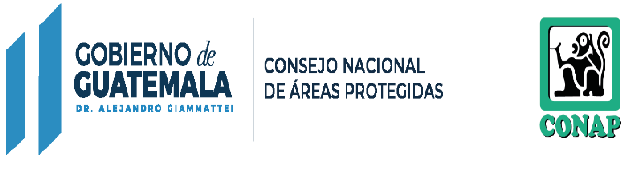 GOBIERNO de
GUATEMALA
DR. ALEJANDRO GIAMMATTEI
CONSEJO NACIONAL
DE ÁREAS PROTEGIDAS
CONAP